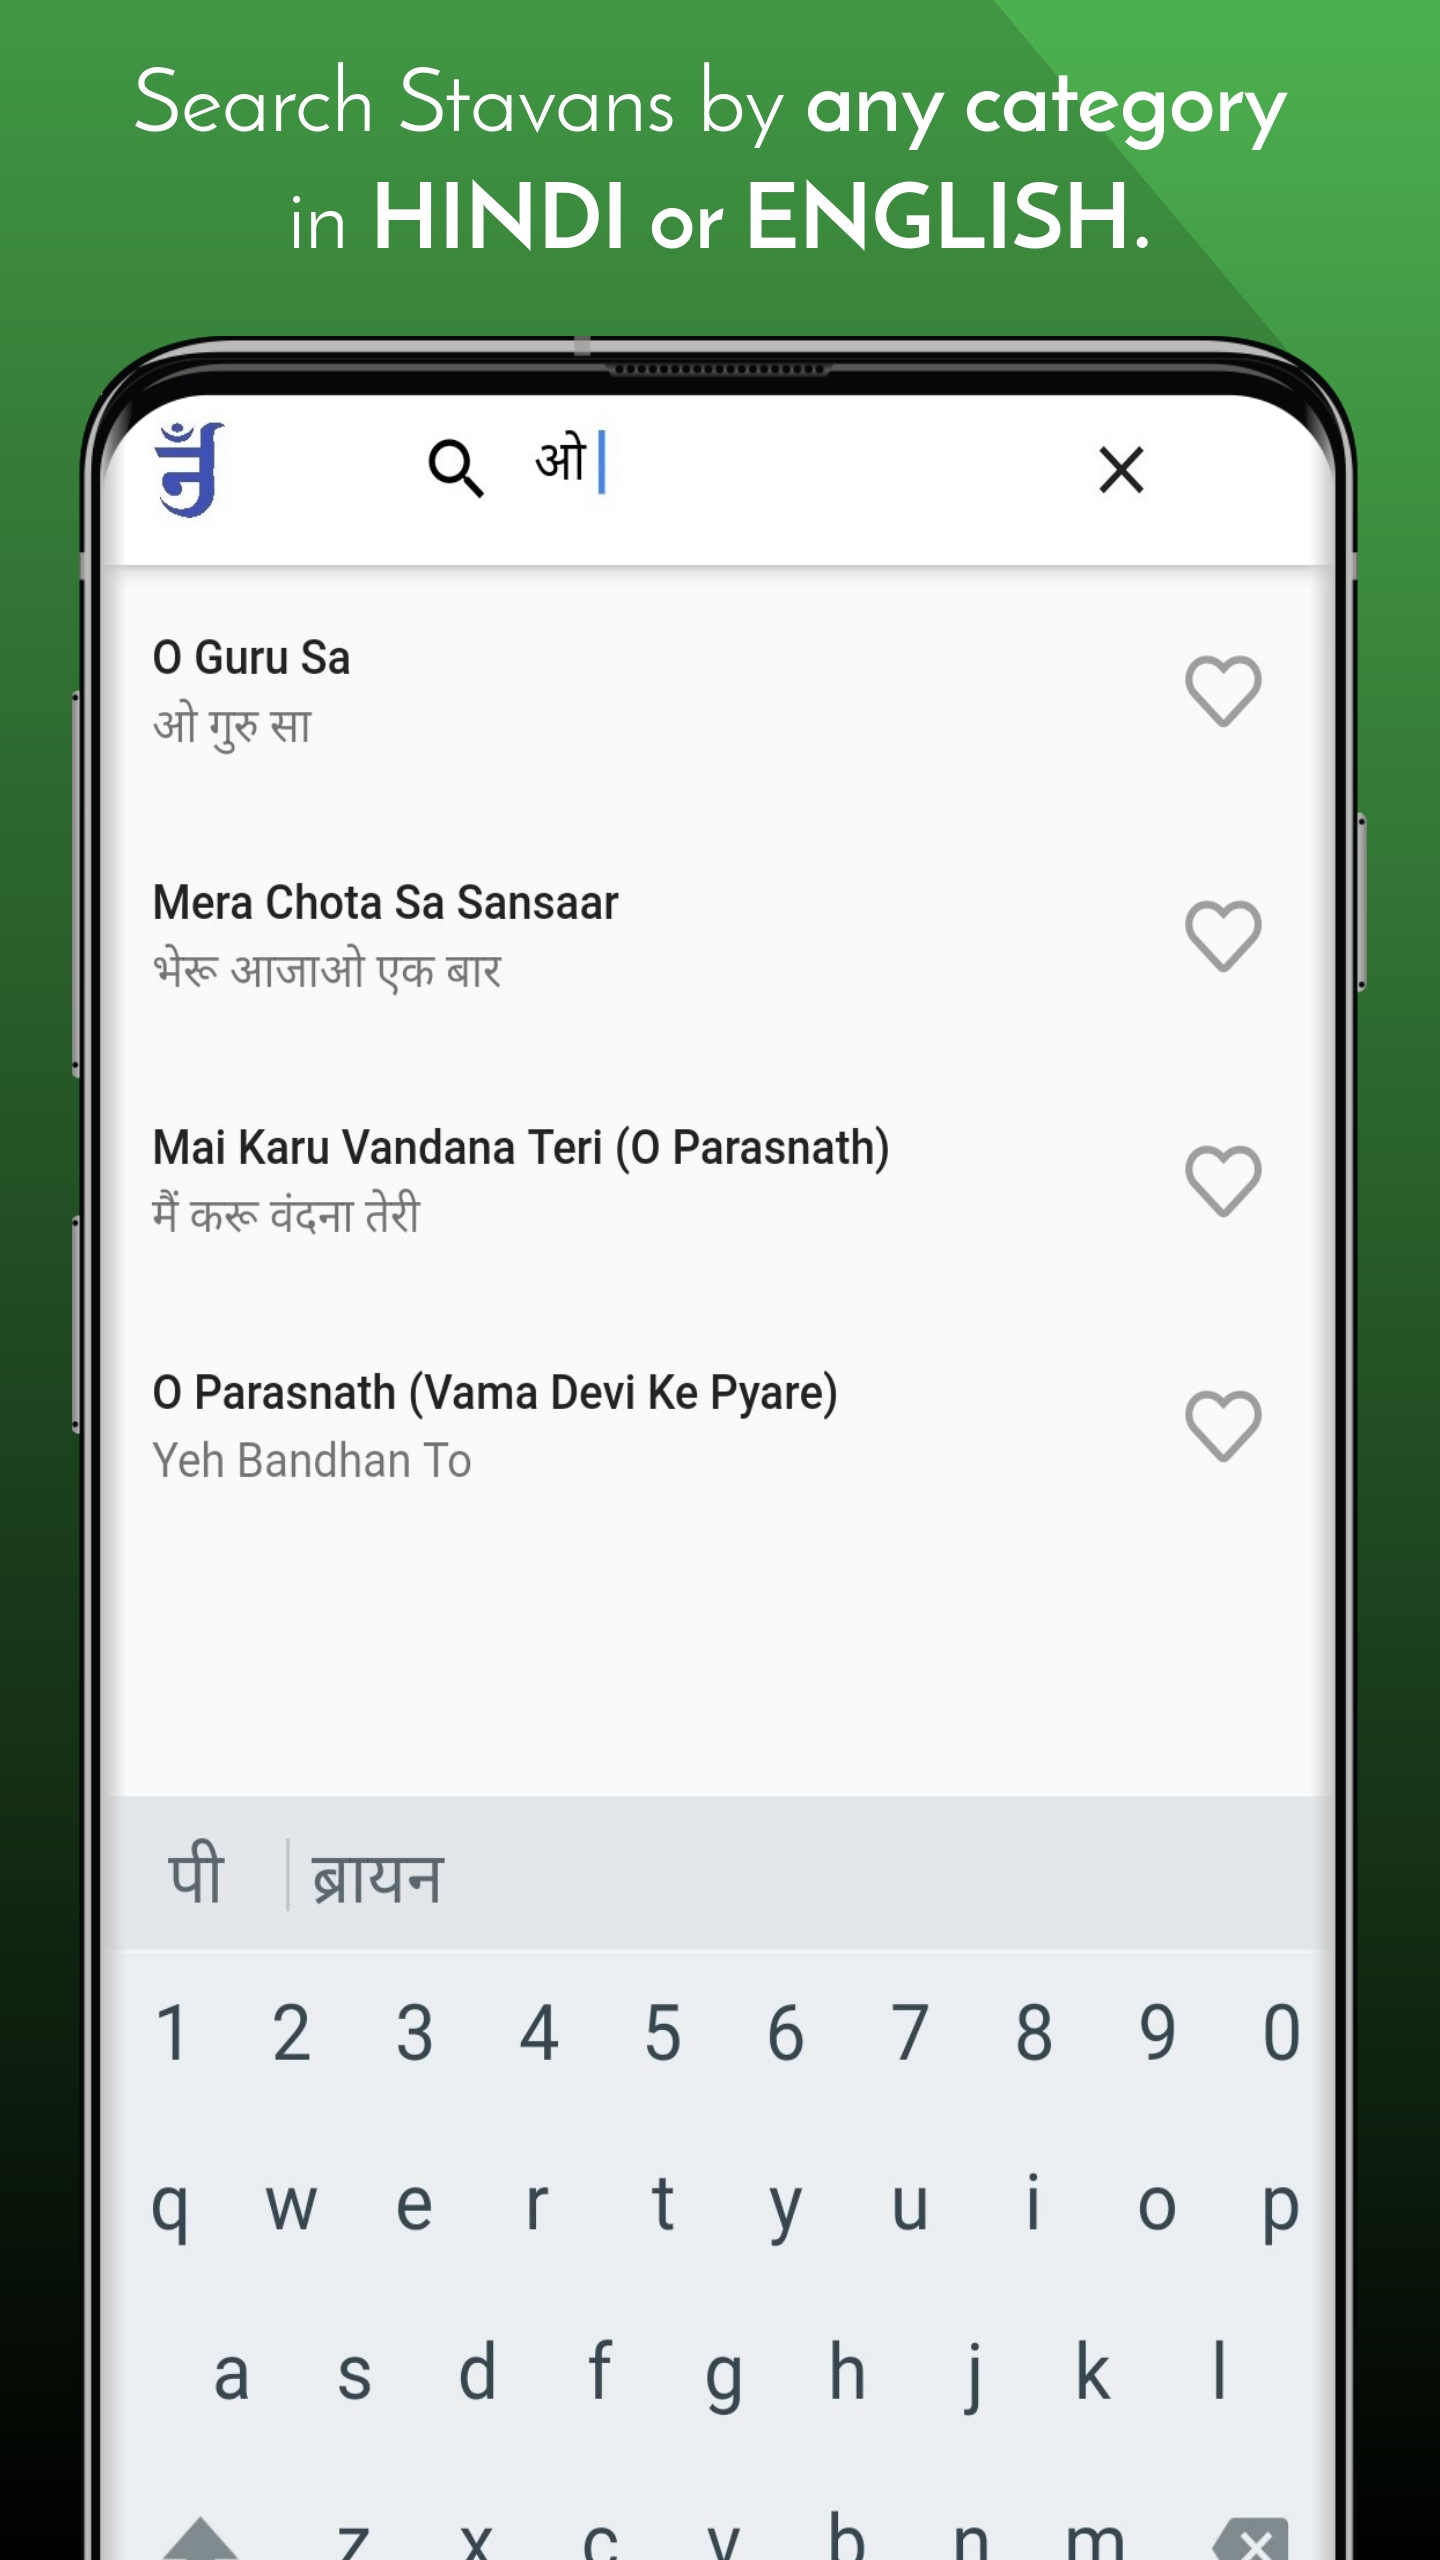 Search Stavans by any category
in HINDI or ENGLISH.
ओ
O Guru Sa
ओ गुरु सा
Mera Chota Sa Sansaar
भेरू आजाओ एक बार
Mai Karu Vandana Teri (O Parasnath)
मैं करू वंदना तेरी
O Parasnath (Vama Devi Ke Pyare)
Yeh Bandhan To
पी ब्रायन
1 2 3 4 5 6 7 8 9 0
q w e r t y u i o p
a s d f g h j k l
z x c v b n m